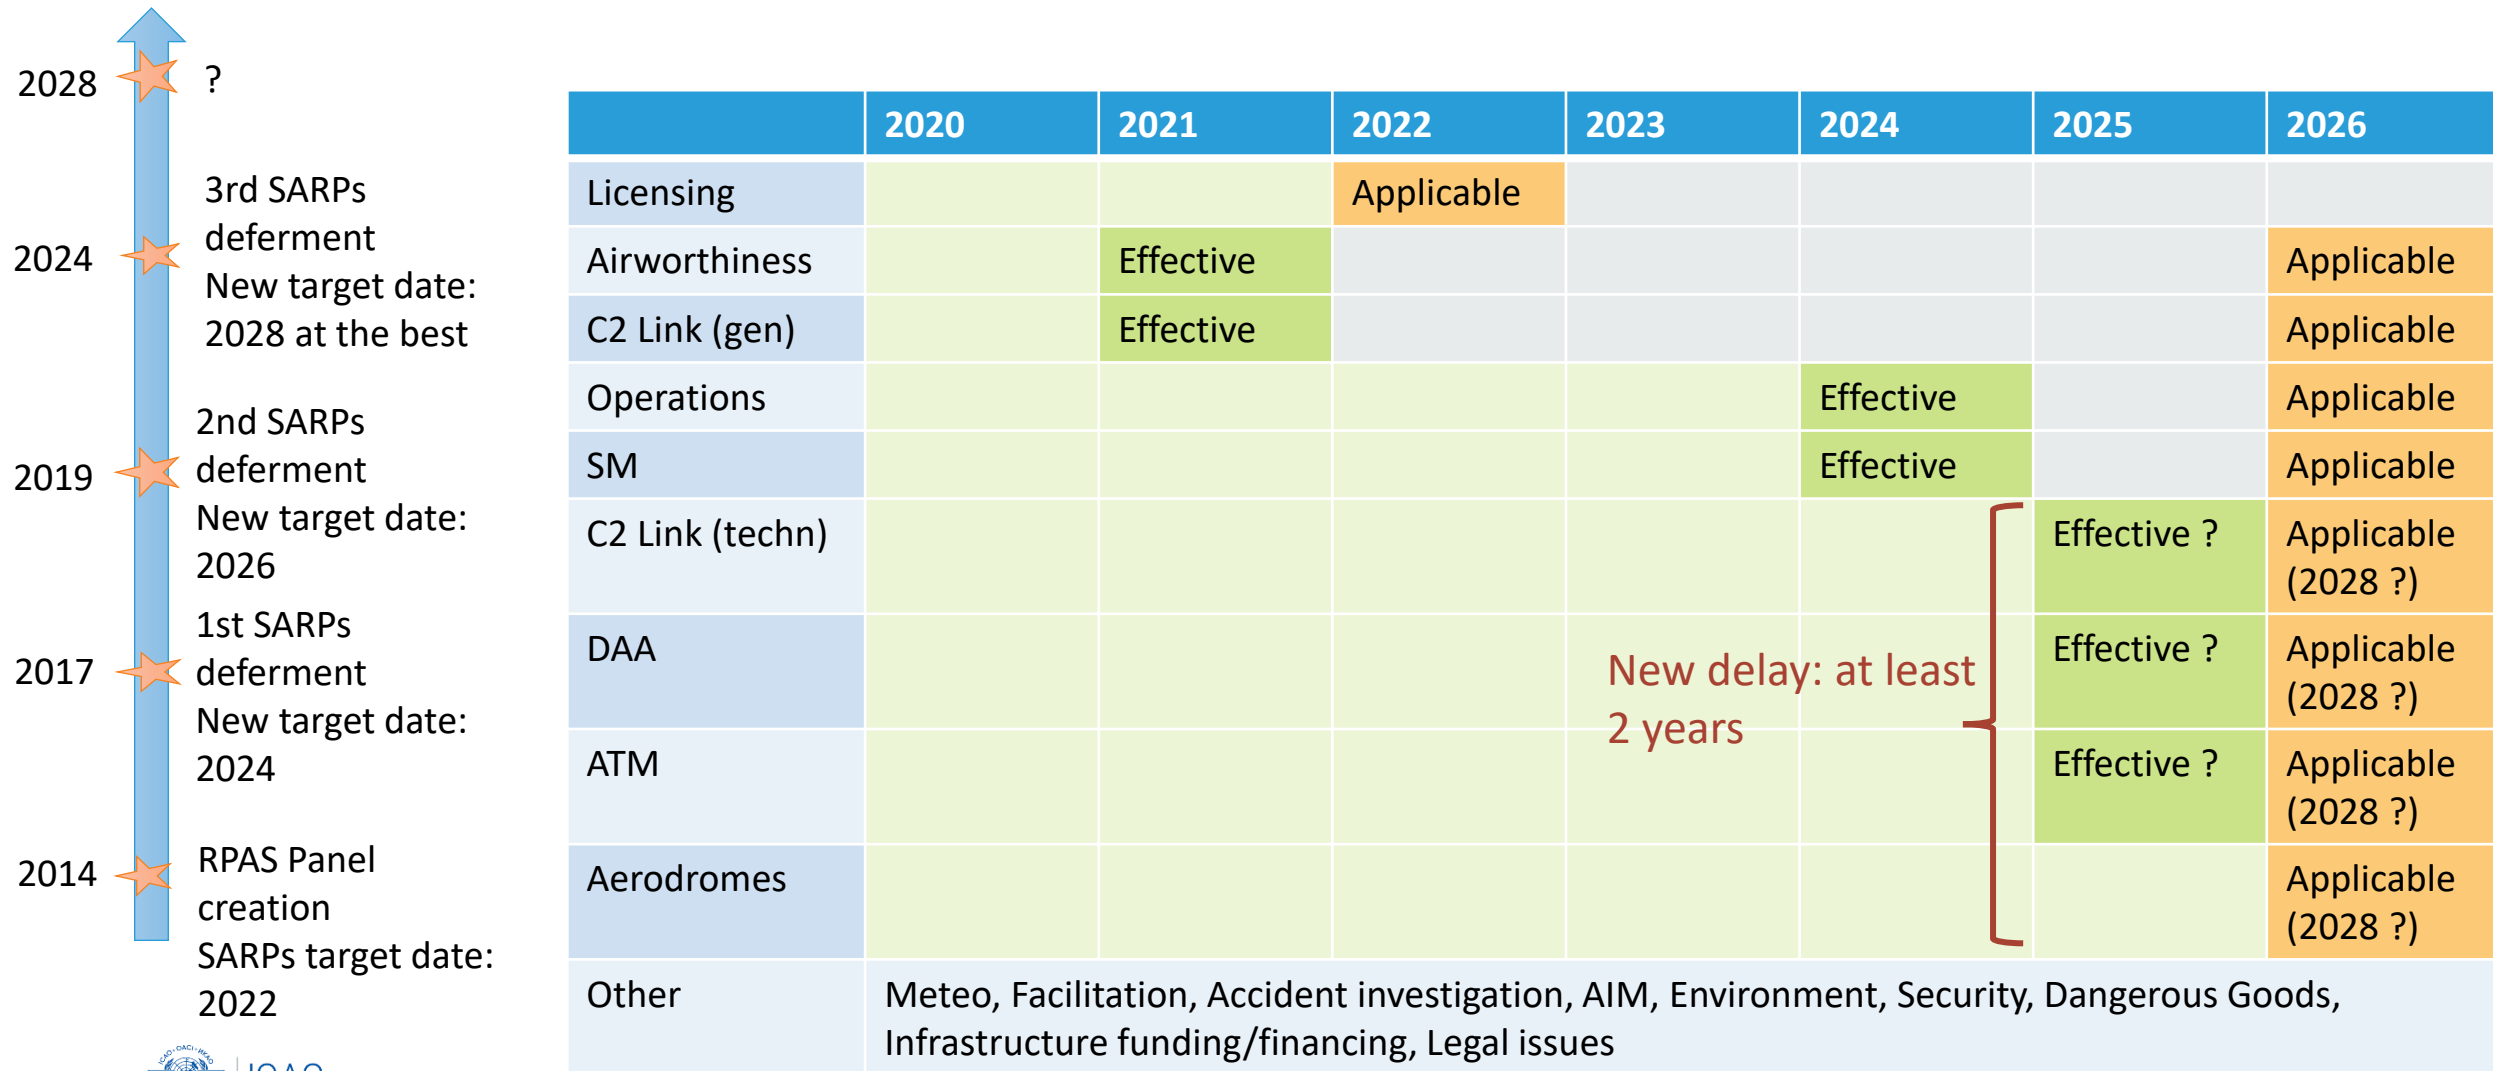 2028
?
3rd SARPs
deferment
2024
New target date:
2028 at the best
2nd SARPs
deferment
2019
New target date:
2026
1st SARPs
2017
deferment
New target date:
2024
RPAS Panel
2014
creation
SARPs target date:
2022
2020 2021 2022 2023 2024 2025 2026
Licensing Applicable
Airworthiness Effective Applicable
C2 Link (gen) Effective Applicable
Operations Effective Applicable
SM Effective Applicable
C2 Link (techn) Effective ? Applicable
(2028 ?)
DAA Effective ? Applicable
(2028 ?)
New delay: at least
2 years
ATM Effective ? Applicable
(2028 ?)
Aerodromes Applicable
(2028 ?)
Other Meteo, Facilitation, Accident investigation, AIM, Environment, Security, Dangerous Goods,
Infrastructure funding/financing, Legal issues
ICAO·OACI·ИКАО
ICAO